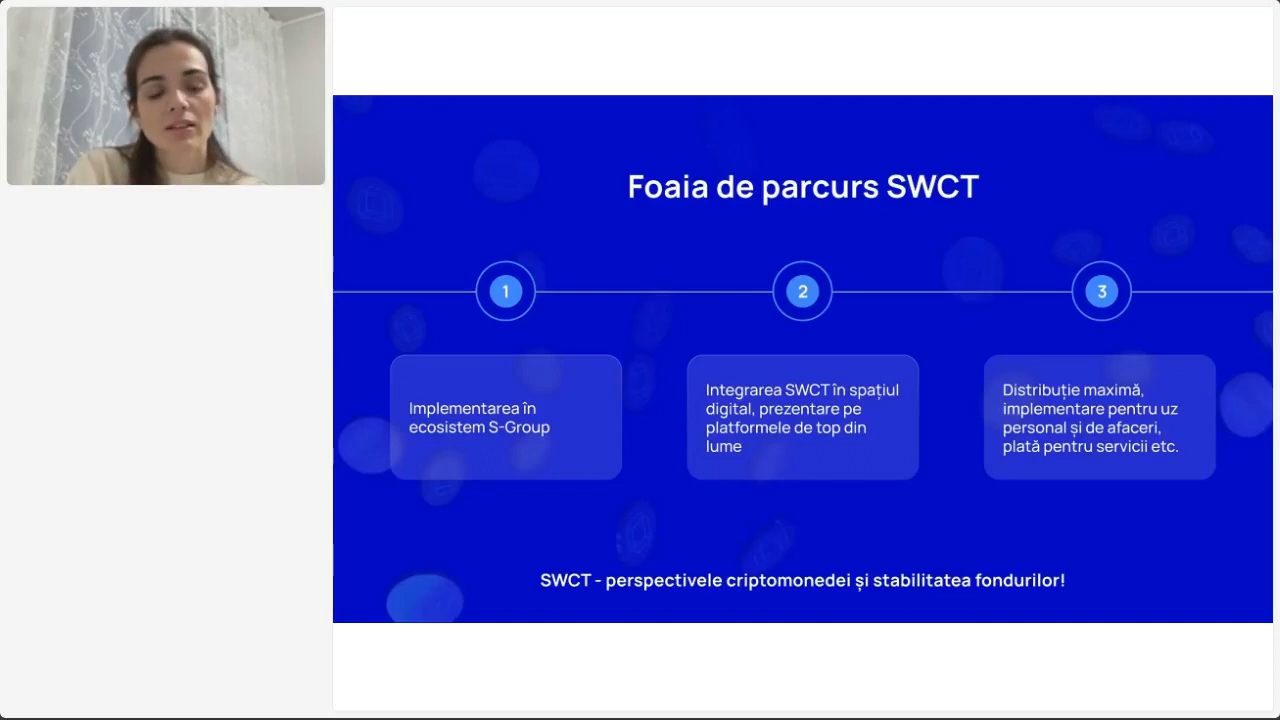 Foaia de parcurs SWCT
1
2
3
Implementarea în
ecosistem S-Group
Integrarea SWCT în spațiul
digital, prezentare pe
platformele de top din
lume
Distribuție maximă,
implementare pentru uz
personal și de afaceri,
plată pentru servicii etc.
SWCT - perspectivele criptomonedei și stabilitatea fondurilor!